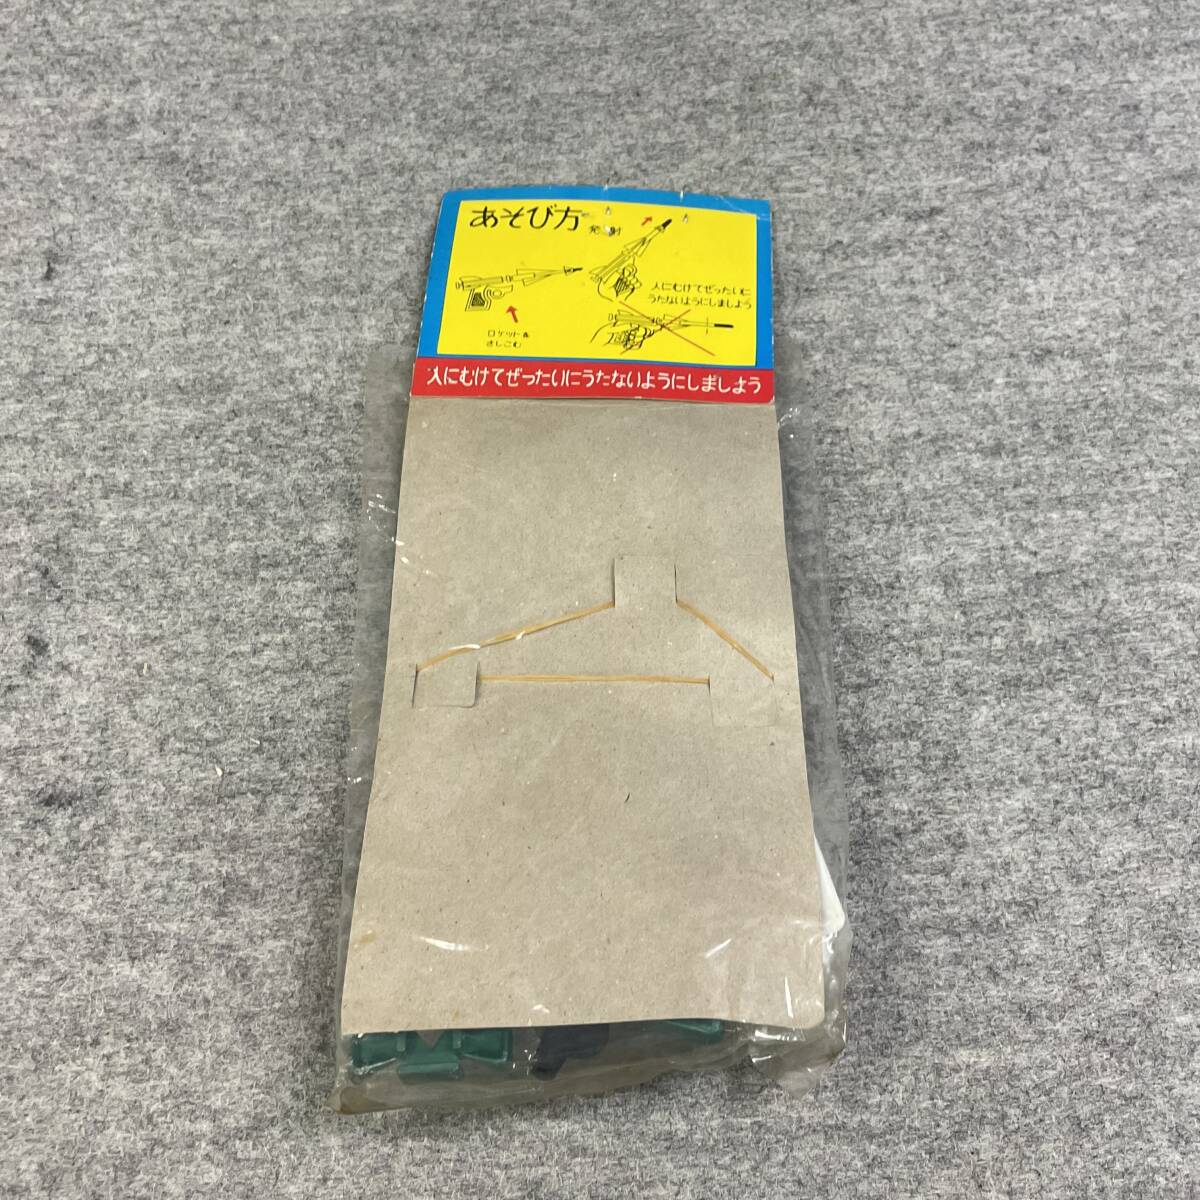 あそび方
発射
人にむけてぜったいに
うたないようにしましよう
ロケットを
さしこむ
人にむけてぜったいにうたないようにしましよう